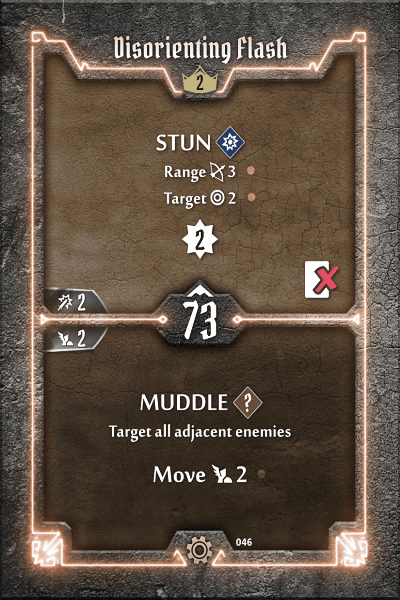 Disorienting Flash
2
STUN
Range 3
Target 2
2
2
73
2
MUDDLE ?
Target all adjacent enemies
Move 2
046